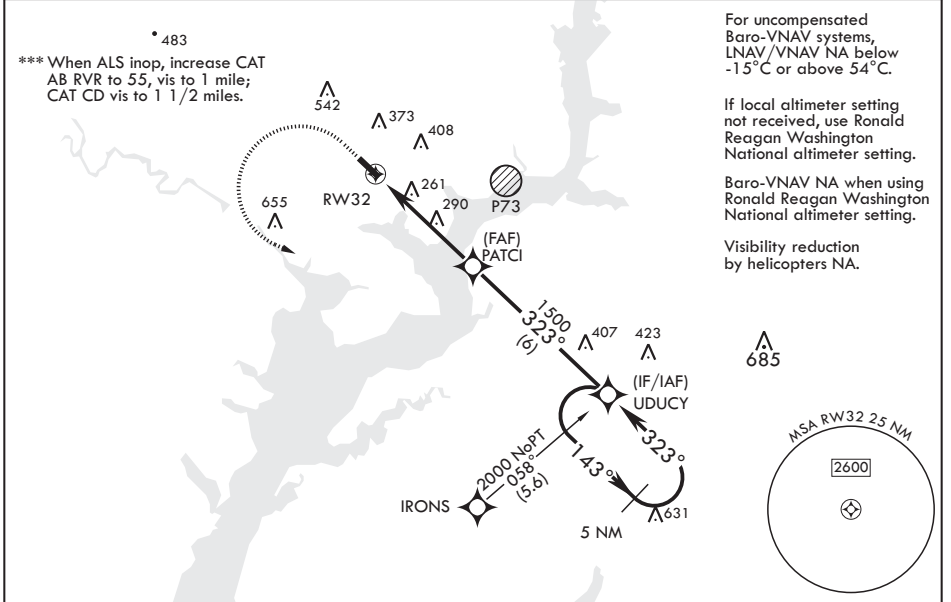 483
*** When ALS inop, increase CAT
AB RVR to 55, vis to 1 mile;
CAT CD vis to 1 1/2 miles.
For uncompensated
Baro-VNAV systems,
LNAV/VNAV NA below
-15°C or above 54°C.
If local altimeter setting
not received, use Ronald
Reagan Washington
National altimeter setting.
Baro-VNAV NA when using
Ronald Reagan Washington
National altimeter setting.
Visibility reduction
by helicopters NA.
542
373
408
RW32
261
290
P73
655
(FAF)
PATCI
1500
323°
(6)
407
423
685
(IF/IAF)
UDUCY
2000 NoPT
058°
(5.6)
143°
323°
IRONS
5 NM
631
MSA RW32 25 NM
2600